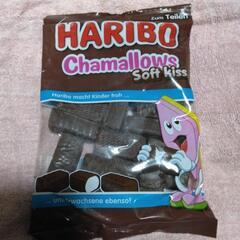 Zum Teilen
HARIBO
Chamallows
Soft kiss
Haribo macht Kinder froh ...
... und Erwachsene ebenso!